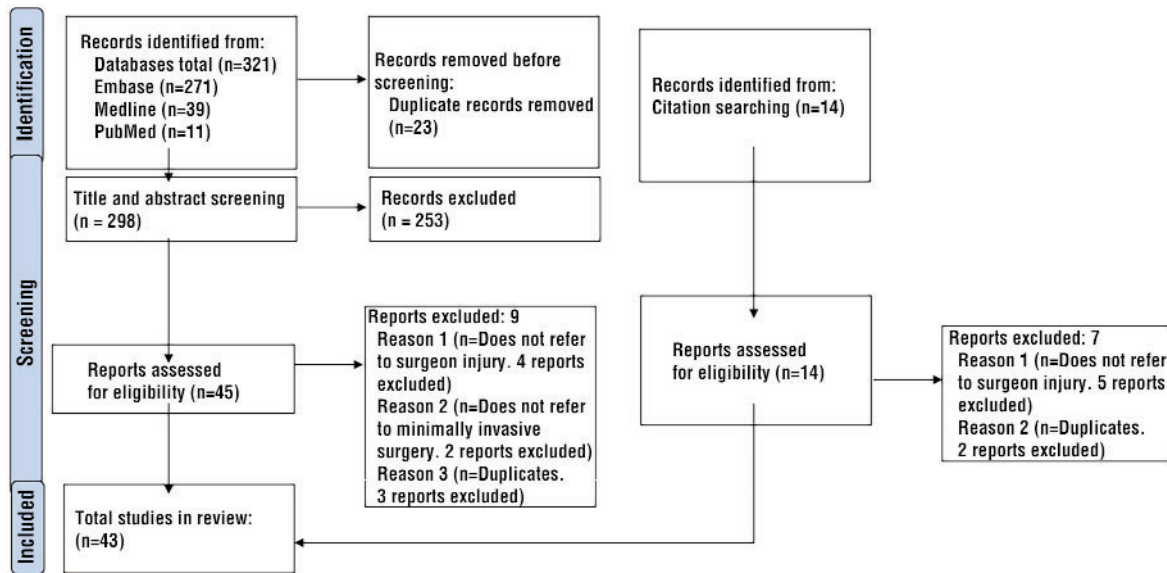 Identification
Records identified from:
Databases total (n=321)
Embase (n=271)
Medline (n=39)
PubMed (n=11)
Records removed before
screening:
Duplicate records removed
(n=23)
Records identified from:
Citation searching (n=14)
Screening
Title and abstract screening
(n = 298)
Records excluded
(n = 253)
Reports assessed
for eligibility (n=45)
Reports excluded: 9
Reason 1 (n=Does not refer
to surgeon injury. 4 reports
excluded)
Reason 2 (n=Does not refer
to minimally invasive
surgery. 2 reports excluded)
Reason 3 (n=Duplicates.
3 reports excluded)
Reports assessed
for eligibility (n=14)
Reports excluded: 7
Reason 1 (n=Does not refer
to surgeon injury. 5 reports
excluded)
Reason 2 (n=Duplicates.
2 reports excluded)
Included
Total studies in review:
(n=43)